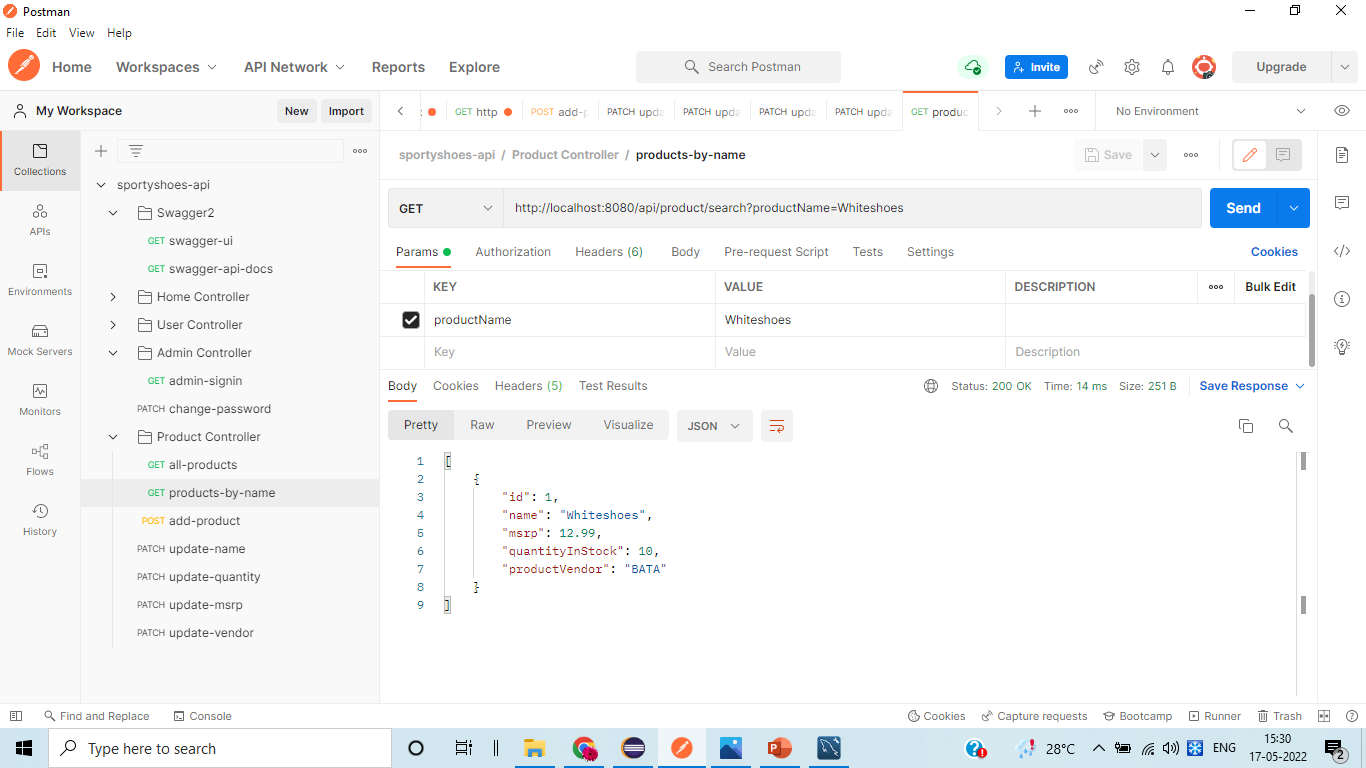 Postman
File Edit View Help
Home Workspaces API Network Reports Explore Search Postman Invite Upgrade
My Workspace New Import
GET http POST add-p PATCH upda PATCH upda PATCH upda PATCH upda GET produc No Environment
Collections
APIs
Environments
Mock Servers
Monitors
Flows
History
sportyshoes-api
Swagger2
GET swagger-ui
GET swagger-api-docs
Home Controller
User Controller
Admin Controller
GET admin-signin
PATCH change-password
Product Controller
GET all-products
GET products-by-name
POST add-product
PATCH update-name
PATCH update-quantity
PATCH update-msrp
PATCH update-vendor
sportyshoes-api / Product Controller / products-by-name Save
GET http://localhost:8080/api/product/search?productName=Whiteshoes Send
Params Authorization Headers (6) Body Pre-request Script Tests Settings Cookies
KEY VALUE DESCRIPTION Bulk Edit
productName Whiteshoes
Key Value Description
Body Cookies Headers (5) Test Results Status: 200 OK Time: 14 ms Size: 251 B Save Response
Pretty Raw Preview Visualize JSON
1 [
2 {
3 "id": 1,
4 "name": "Whiteshoes",
5 "msrp": 12.99,
6 "quantityInStock": 10,
7 "productVendor": "BATA"
8 }
9 ]
Find and Replace Console Cookies Capture requests Bootcamp Runner Trash
Type here to search 28°C ENG 15:30
17-05-2022
2